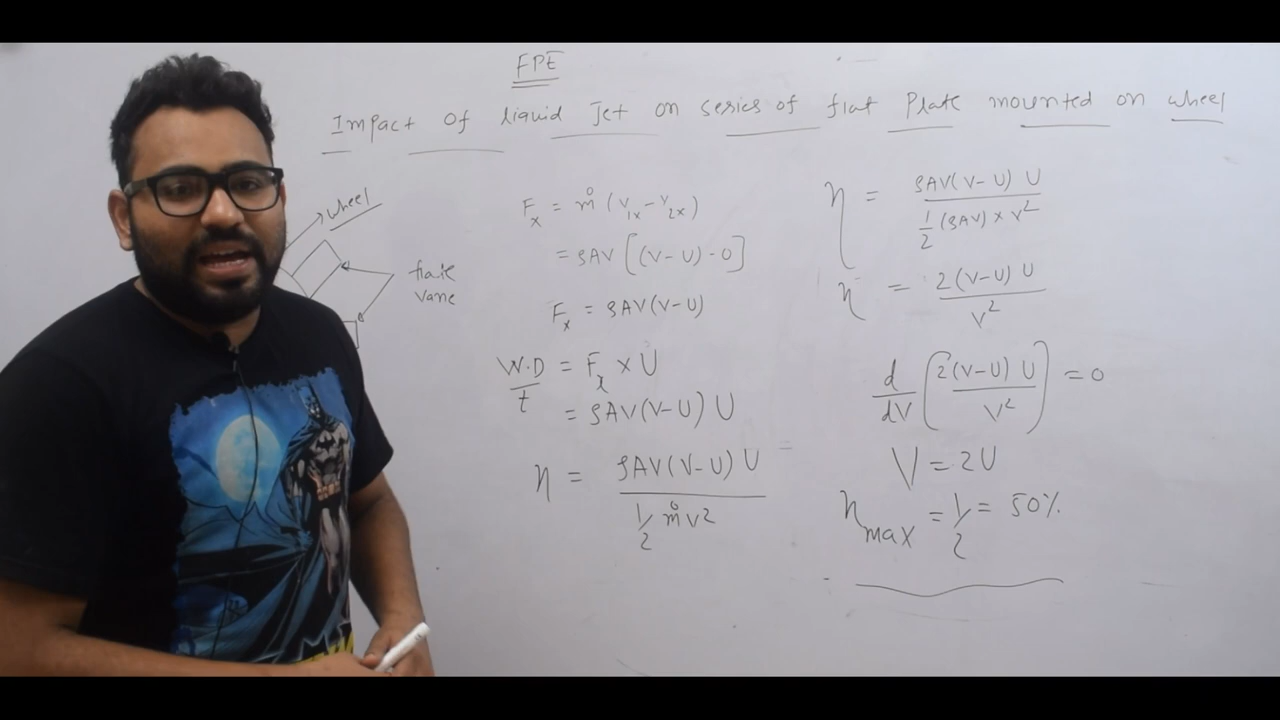 FPE
Impact of liquid Jet on series of flat Plate mounted on wheel
wheel
flate
vane
Fx = ṁ (V1x - V2x)
= ρAV [(V-U) - 0]
Fx = ρAV(V-U)
W.D/t = Fx × U
= ρAV(V-U) U
η = ρAV(V-U) U / ½ ṁv²
η = ρAV(V-U) U / ½ (ρAV) × V²
η = 2(V-U) U / V²
d/dV (2(V-U) U / V²) = 0
V = 2U
ηmax = 1/2 = 50%